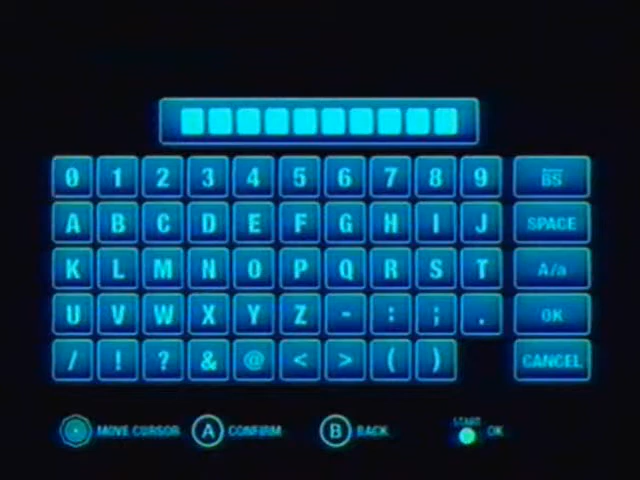 0 1 2 3 4 5 6 7 8 9 BS
A B C D E F G H I J SPACE
K L M N O P Q R S T A/a
U V W X Y Z - : ; . OK
/ ! ? & @ < > ( ) CANCEL
MOVE CURSOR A CONFIRM B BACK START OK